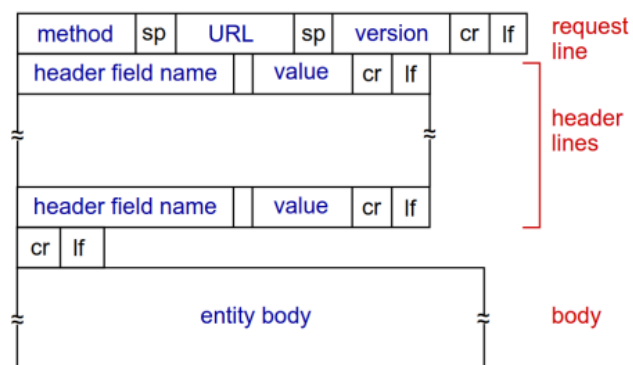 method sp URL sp version cr lf request line
header field name value cr lf
header lines
header field name value cr lf
cr lf
entity body body